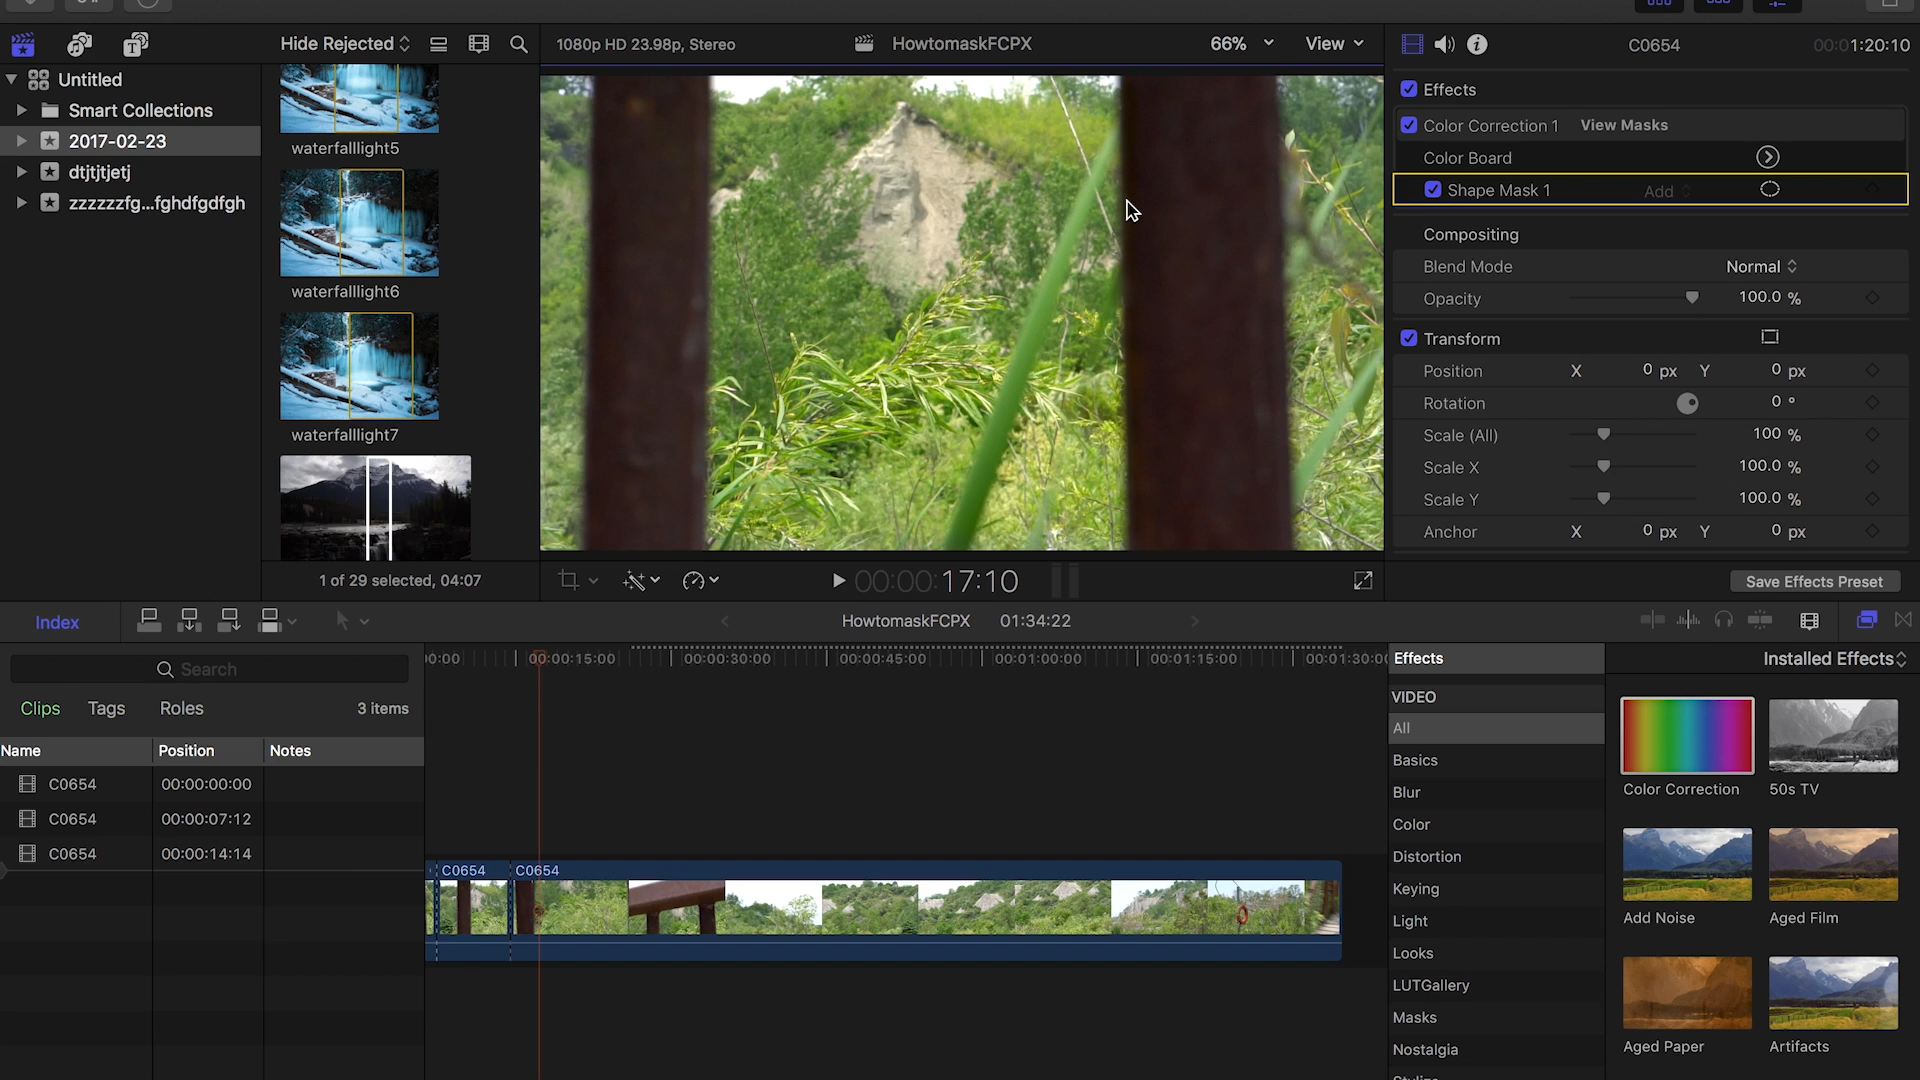 Hide Rejected
1080p HD 23.98p, Stereo
HowtomaskFCPX
66%
View
C0654
00:01:20:10
Untitled
Smart Collections
2017-02-23
dtjtjtjetj
zzzzzzfg...fghdfgdfgh
waterfalllight5
waterfalllight6
waterfalllight7
1 of 29 selected, 04:07
Effects
Color Correction 1
View Masks
Color Board
Shape Mask 1
Add
Compositing
Blend Mode
Normal
Opacity
100.0 %
Transform
Position X 0 px Y 0 px
Rotation 0 °
Scale (All) 100 %
Scale X 100.0 %
Scale Y 100.0 %
Anchor X 0 px Y 0 px
00:00:17:10
Save Effects Preset
Index
HowtomaskFCPX
01:34:22
Search
Clips
Tags
Roles
3 items
Name Position Notes
C0654 00:00:00:00
C0654 00:00:07:12
C0654 00:00:14:14
0:00
00:00:15:00
00:00:30:00
00:00:45:00
00:01:00:00
00:01:15:00
00:01:30:00
C0654
C0654
Effects
Installed Effects
VIDEO
All
Basics
Blur
Color
Distortion
Keying
Light
Looks
LUTGallery
Masks
Nostalgia
Color Correction
50s TV
Add Noise
Aged Film
Aged Paper
Artifacts